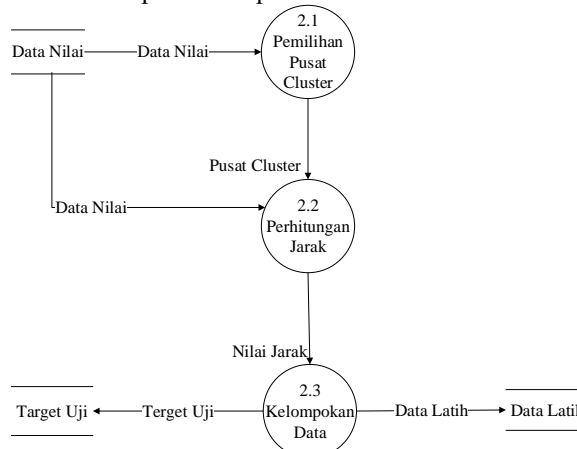 2.1
Pemilihan
Pusat
Cluster
Data Nilai
Data Nilai
Pusat Cluster
Data Nilai
2.2
Perhitungan
Jarak
Nilai Jarak
2.3
Kelompokan
Data
Target Uji
Terget Uji
Data Latih
Data Latih